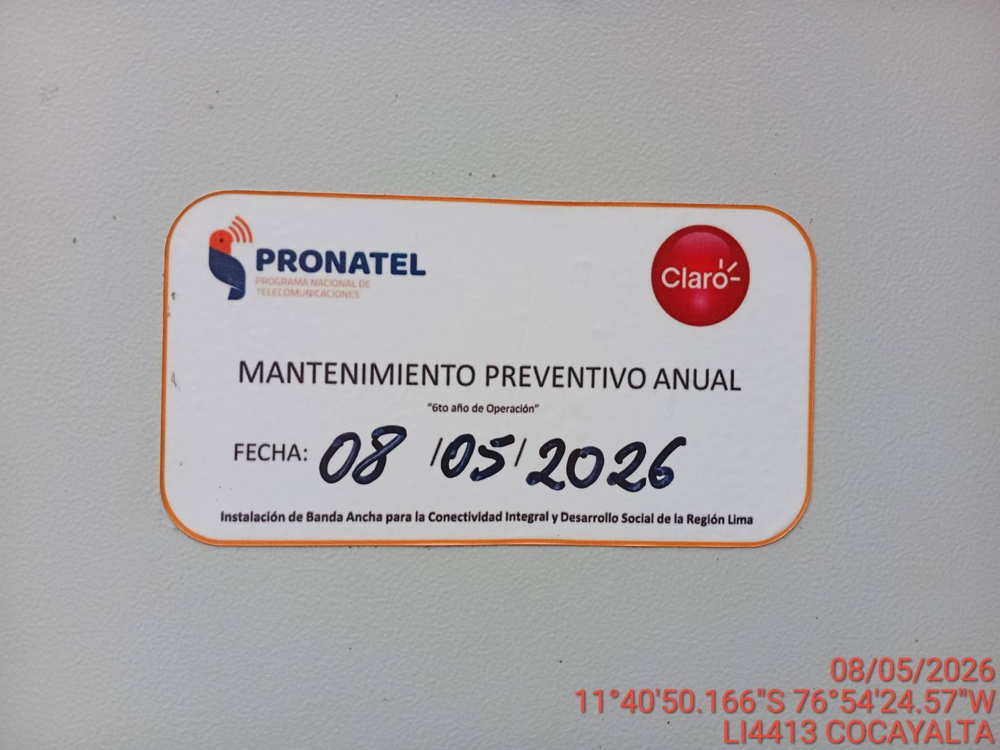 PRONATEL
PROGRAMA NACIONAL DE
TELECOMUNICACIONES
Claro
MANTENIMIENTO PREVENTIVO ANUAL
"6to año de Operación"
FECHA: 08 /05/2026
Instalación de Banda Ancha para la Conectividad Integral y Desarrollo Social de la Región Lima
08/05/2026
11°40'50.166"S 76°54'24.57"W
LI4413 COCAYALTA